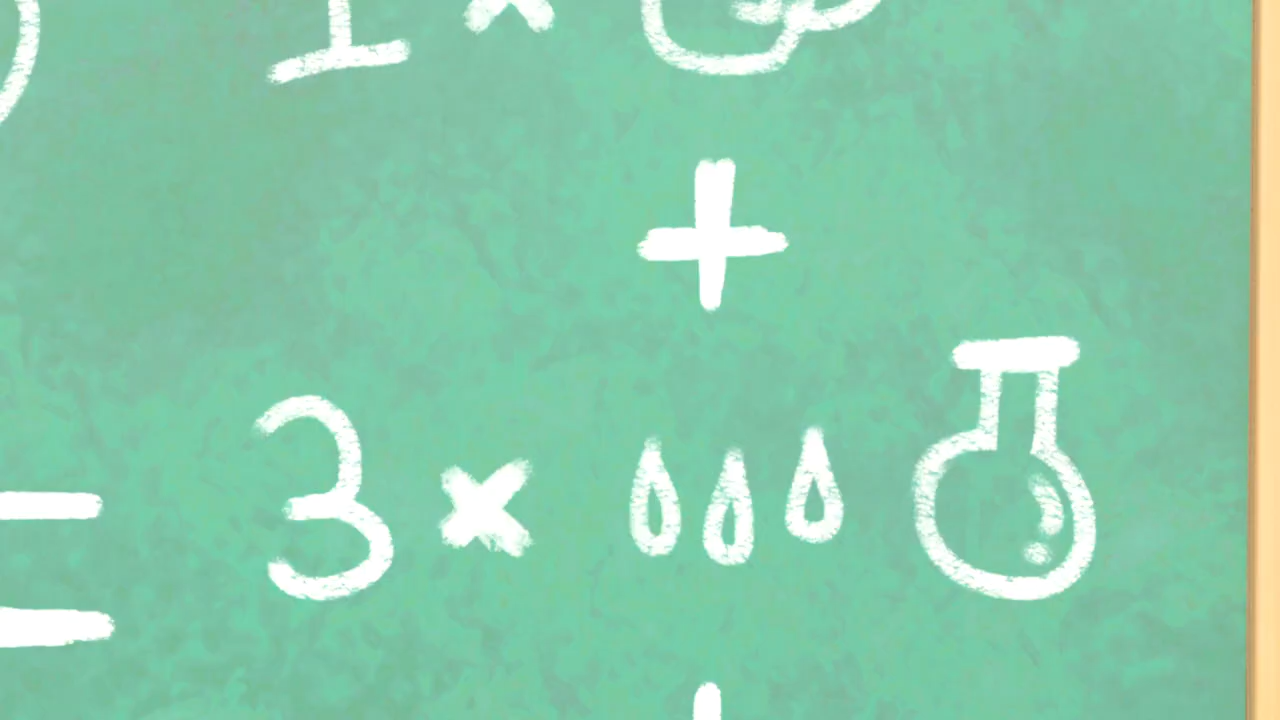 1 ×
+
= 3 ×